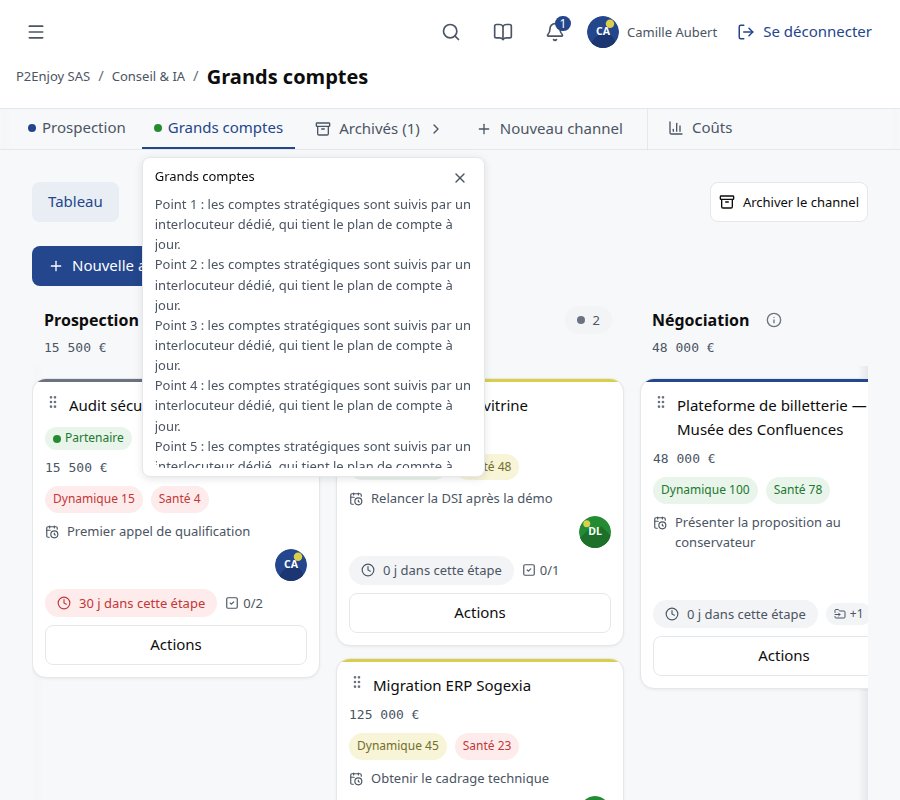 1
CA
Camille Aubert
Se déconnecter
P2Enjoy SAS / Conseil & IA / Grands comptes
Prospection
Grands comptes
Archivés (1)
Nouveau channel
Coûts
Tableau
Archiver le channel
Nouvelle
Grands comptes
Point 1 : les comptes stratégiques sont suivis par un
interlocuteur dédié, qui tient le plan de compte à
jour.
Point 2 : les comptes stratégiques sont suivis par un
interlocuteur dédié, qui tient le plan de compte à
jour.
Point 3 : les comptes stratégiques sont suivis par un
interlocuteur dédié, qui tient le plan de compte à
jour.
Point 4 : les comptes stratégiques sont suivis par un
interlocuteur dédié, qui tient le plan de compte à
jour.
Point 5 : les comptes stratégiques sont suivis par un
interlocuteur dédié, qui tient le plan de compte à
Prospection
15 500 €
Audit sécu
Partenaire
15 500 €
Dynamique 15
Santé 4
Premier appel de qualification
CA
30 j dans cette étape
0/2
Actions
2
vitrine
té 48
Relancer la DSI après la démo
DL
0 j dans cette étape
0/1
Actions
Migration ERP Sogexia
125 000 €
Dynamique 45
Santé 23
Obtenir le cadrage technique
Négociation
48 000 €
Plateforme de billetterie —
Musée des Confluences
48 000 €
Dynamique 100
Santé 78
Présenter la proposition au
conservateur
0 j dans cette étape
+1
Actions